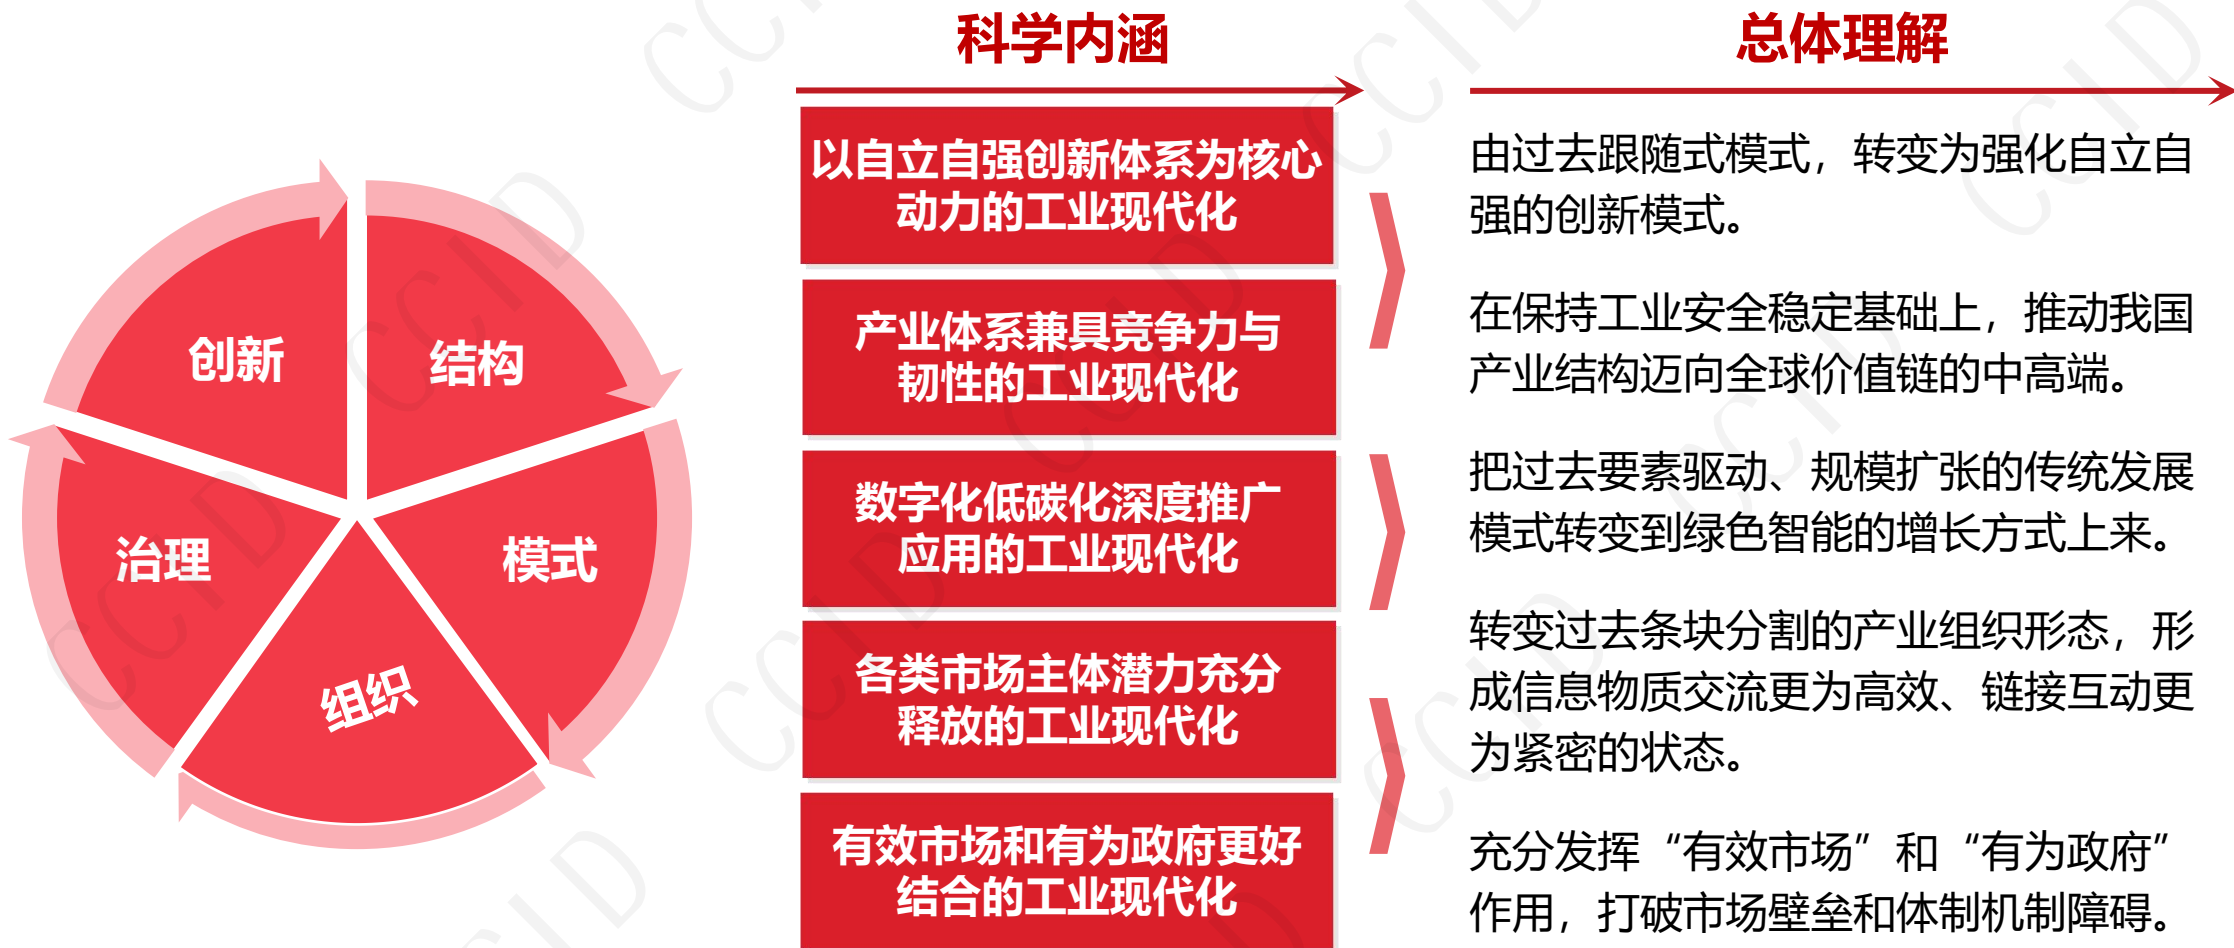 科学内涵
总体理解
创新
结构
模式
组织
治理
以自立自强创新体系为核心
动力的工业现代化
产业体系兼具竞争力与
韧性的工业现代化
数字化低碳化深度推广
应用的工业现代化
各类市场主体潜力充分
释放的工业现代化
有效市场和有为政府更好
结合的工业现代化
由过去跟随式模式，转变为强化自立自
强的创新模式。
在保持工业安全稳定基础上，推动我国
产业结构迈向全球价值链的中高端。
把过去要素驱动、规模扩张的传统发展
模式转变到绿色智能的增长方式上来。
转变过去条块分割的产业组织形态，形
成信息物质交流更为高效、链接互动更
为紧密的状态。
充分发挥“有效市场”和“有为政府”
作用，打破市场壁垒和体制机制障碍。
CCID
CCID
CCID
CCID
CCID
CCID
CCID
CCID
CCID
CCID